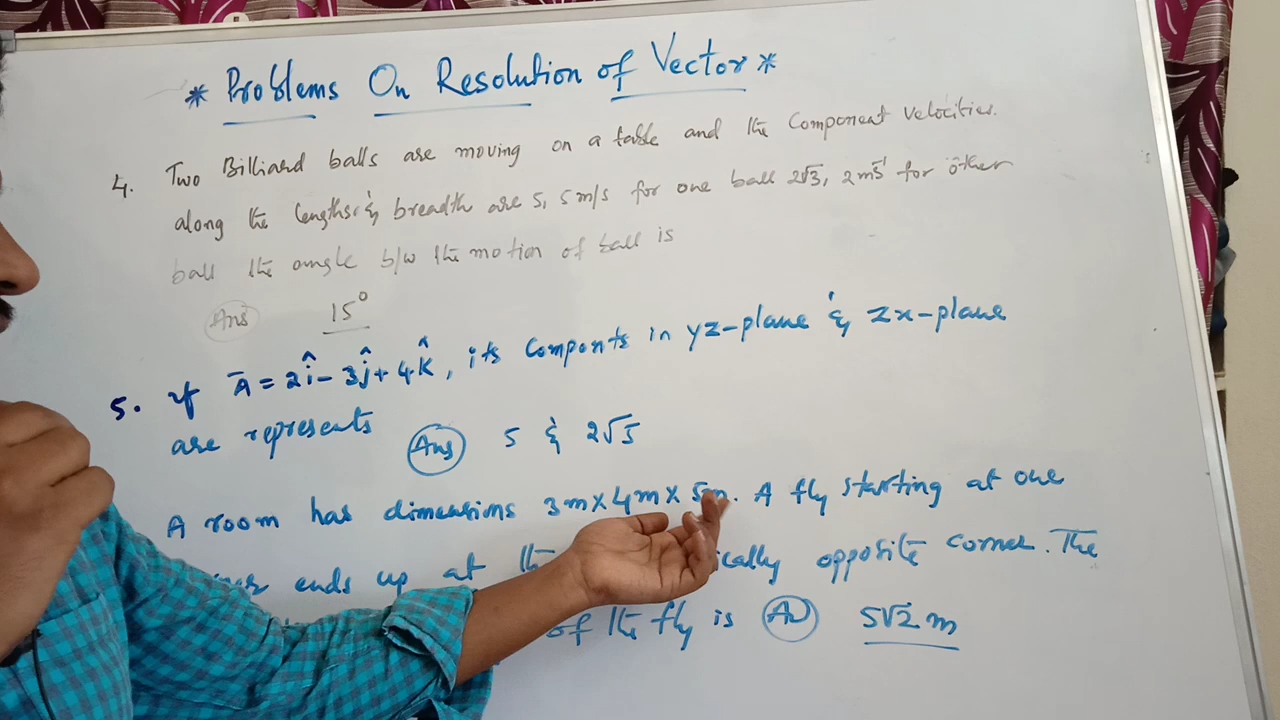 * Problems On Resolution of Vector *
4. Two Billiard balls are moving on a table and the Component velocities.
along the lengths & breadth are 5, 5 m/s for one ball 2√3, 2 ms⁻¹ for other
ball the angle b/w the motion of ball is
Ans 15°
5. if A̅ = 2î - 3ĵ + 4k̂, its Componts in yz-plane & zx-plane
are represents Ans 5 & 2√5
A room has dimensions 3m x 4m x 5m. A fly starting at one
ends up at opposite corner. The
of the fly is 5√2 m